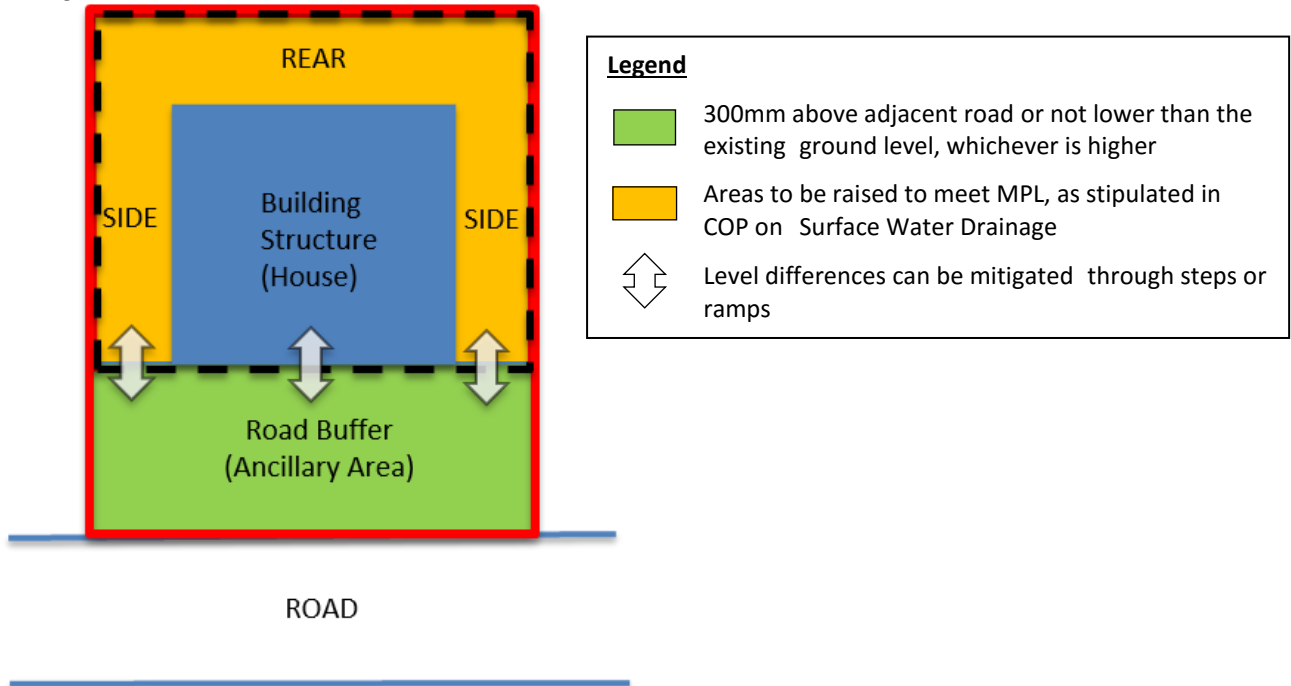 REAR
SIDE
Building
Structure
(House)
SIDE
Road Buffer
(Ancillary Area)
ROAD
Legend
300mm above adjacent road or not lower than the
existing ground level, whichever is higher
Areas to be raised to meet MPL, as stipulated in
COP on Surface Water Drainage
Level differences can be mitigated through steps or
ramps